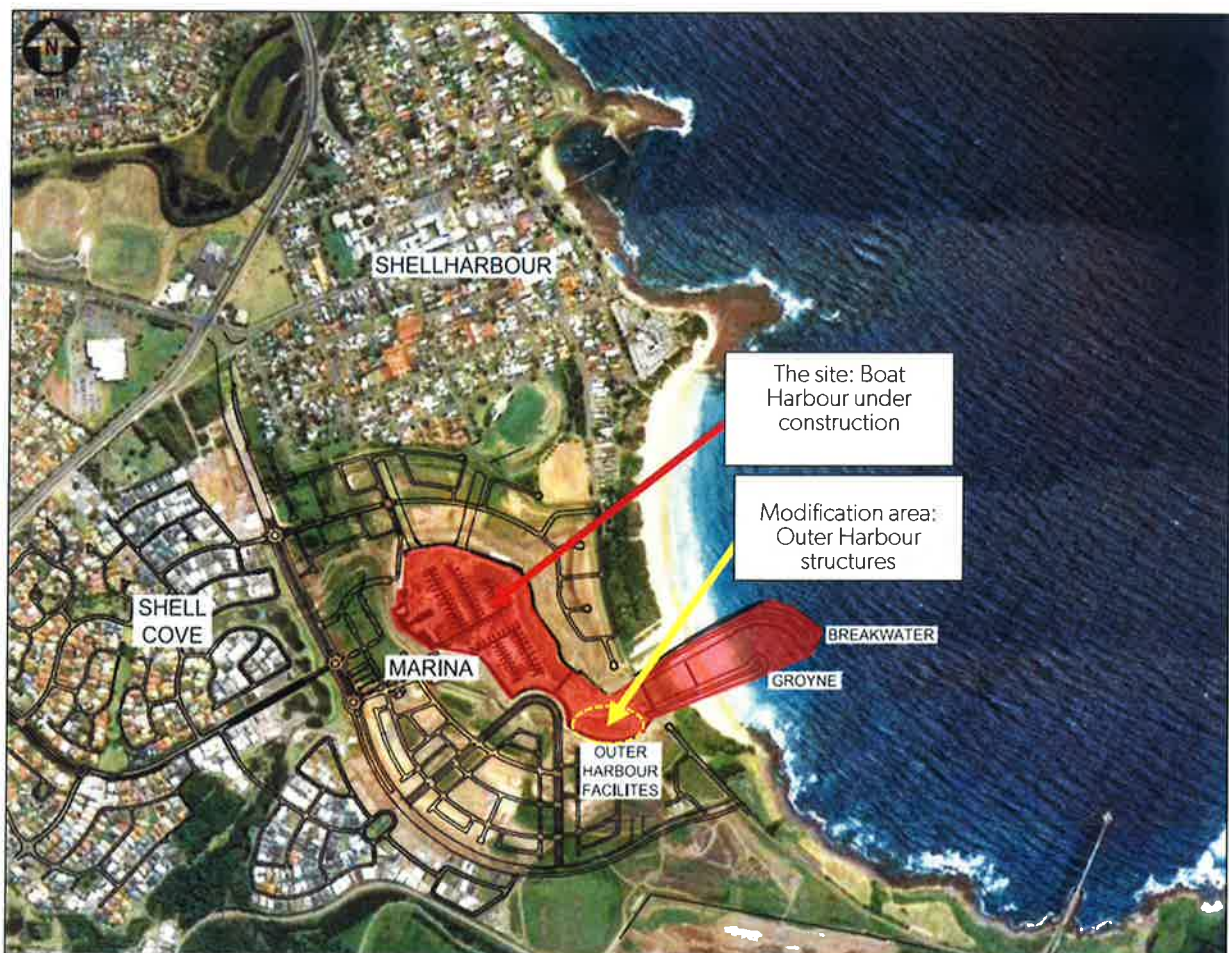 N
NORTH
SHELLHARBOUR
The site: Boat
Harbour under
construction
Modification area:
Outer Harbour
structures
SHELL
COVE
MARINA
BREAKWATER
GROYNE
OUTER
HARBOUR
FACILITES